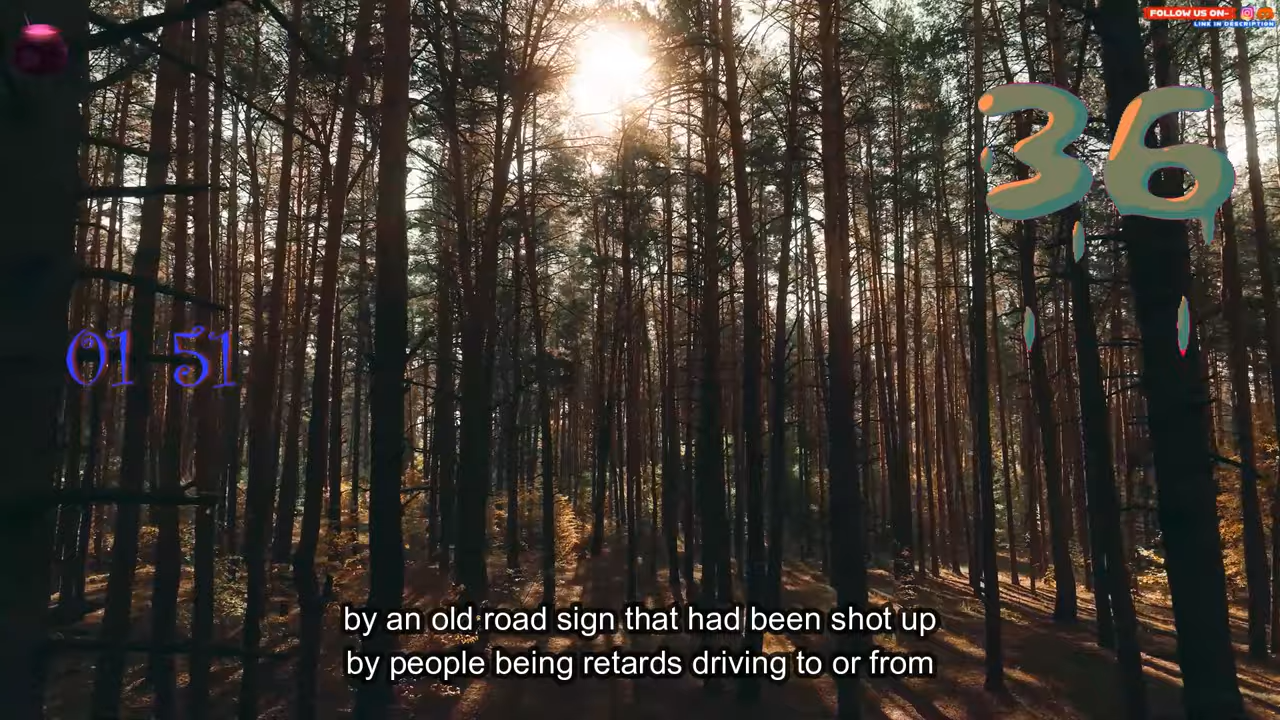 FOLLOW US ON-
LINK IN DESCRIPTION
36
01 51
by an old road sign that had been shot up
by people being retards driving to or from